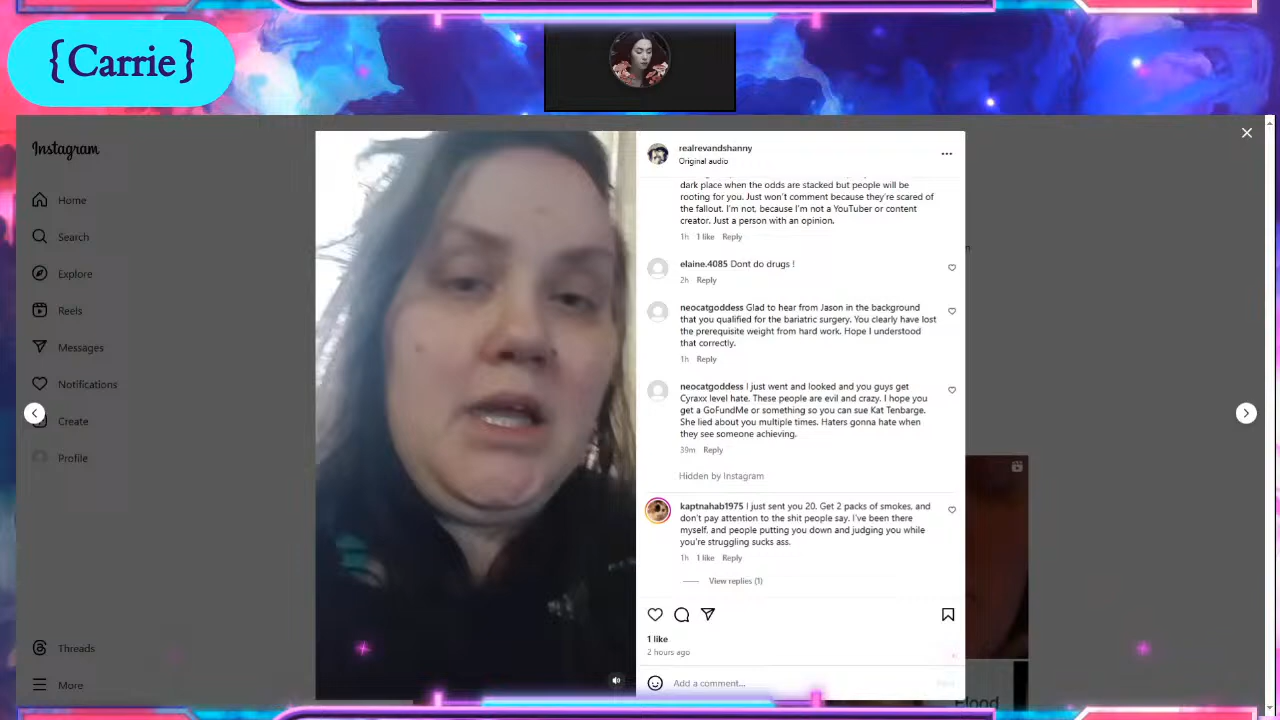 {Carrie}
Instagram
Home
Search
Explore
Reels
Messages
Notifications
Create
Profile
Threads
More
realrevandshanny
Original audio
dark place when the odds are stacked but people will be
rooting for you. Just won't comment because they're scared of
the fallout. I'm not, because I'm not a YouTuber or content
creator. Just a person with an opinion.
1h 1 like Reply
elaine.4085 Dont do drugs !
2h Reply
neocatgoddess Glad to hear from Jason in the background
that you qualified for the bariatric surgery. You clearly have lost
the prerequisite weight from hard work. Hope I understood
that correctly.
1h Reply
neocatgoddess I just went and looked and you guys get
Cyraxx level hate. These people are evil and crazy. I hope you
get a GoFundMe or something so you can sue Kat Tenbarge.
She lied about you multiple times. Haters gonna hate when
they see someone achieving.
39m Reply
Hidden by Instagram
kaptnahab1975 I just sent you 20. Get 2 packs of smokes, and
don't pay attention to the shit people say. I've been there
myself, and people putting you down and judging you while
you're struggling sucks ass.
1h 1 like Reply
View replies (1)
1 like
2 hours ago
Add a comment...